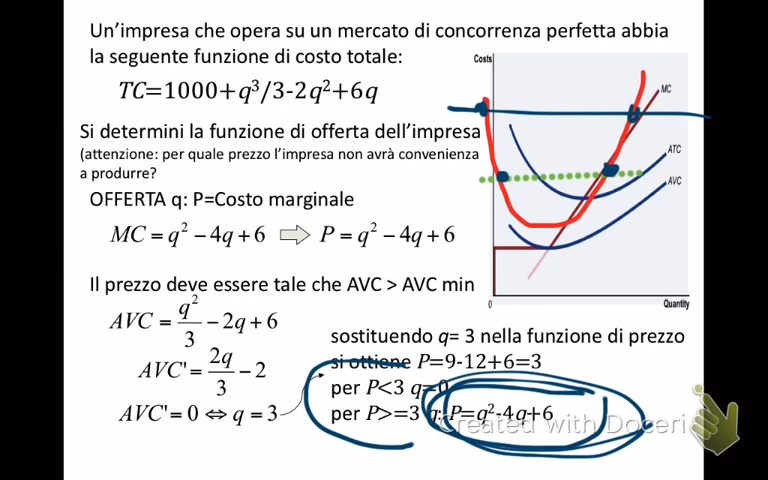 Un'impresa che opera su un mercato di concorrenza perfetta abbia
la seguente funzione di costo totale:
TC=1000+q³/3-2q²+6q
Si determini la funzione di offerta dell'impresa
(attenzione: per quale prezzo l'impresa non avrà convenienza
a produrre?
OFFERTA q: P=Costo marginale
MC = q² − 4q + 6 ⇨ P = q² − 4q + 6
Il prezzo deve essere tale che AVC > AVC min
AVC = q²/3 − 2q + 6
AVC' = 2q/3 − 2
AVC' = 0 ⇔ q = 3
sostituendo q= 3 nella funzione di prezzo
si ottiene P=9-12+6=3
per P<3 q=0
per P>=3 q: P=q²-4q+6
Costs
MC
ATC
AVC
0
Quantity
Created with Doceri